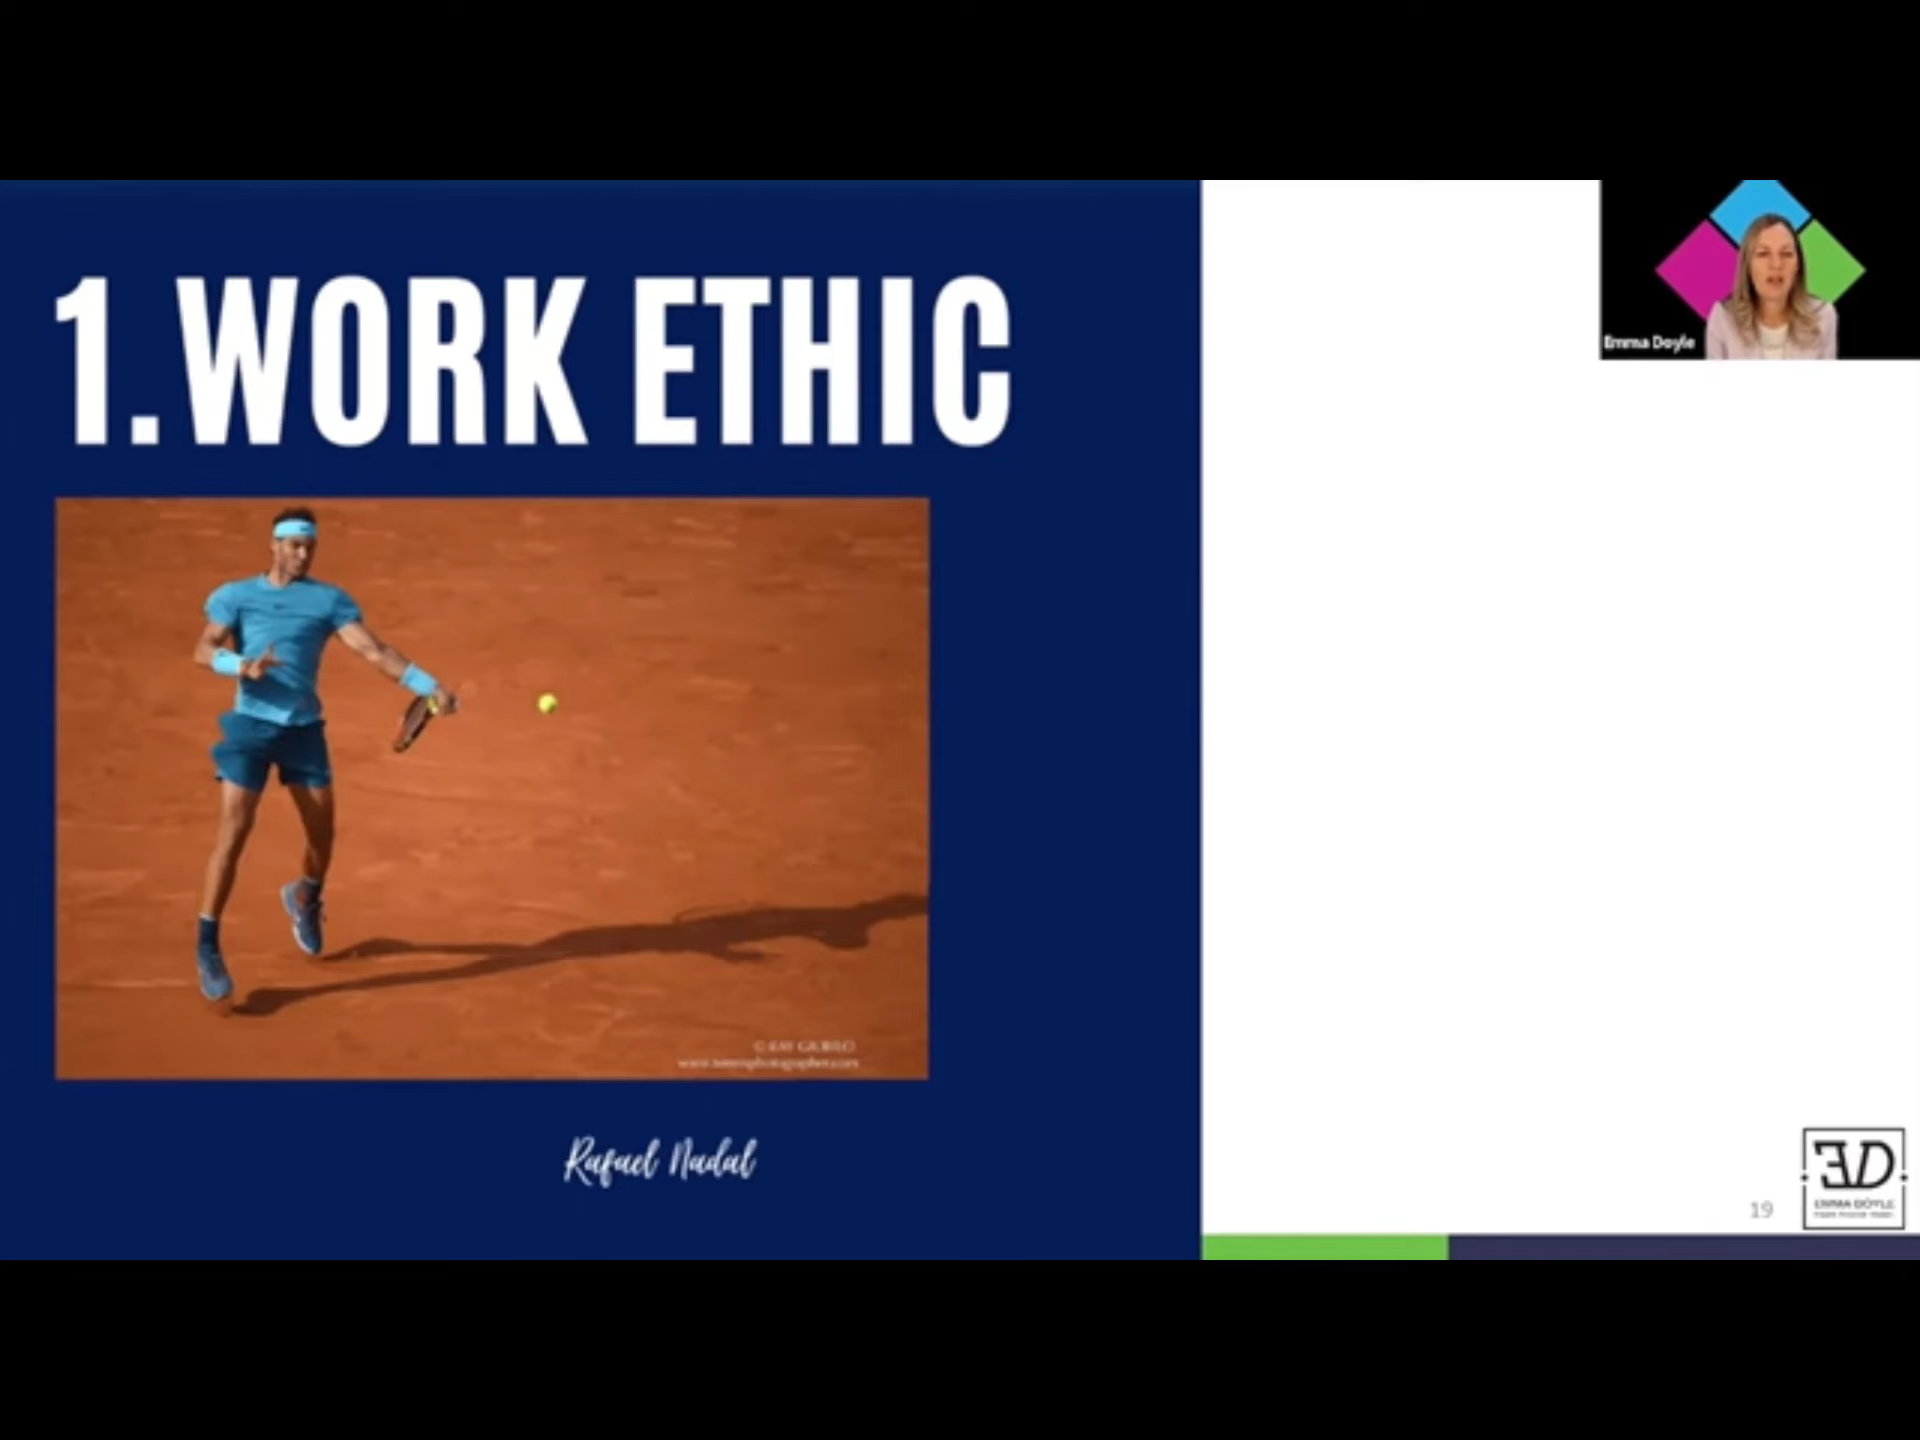 1.WORK ETHIC
Emma Doyle
Rafael Nadal
19
ED
EMMA DOYLE